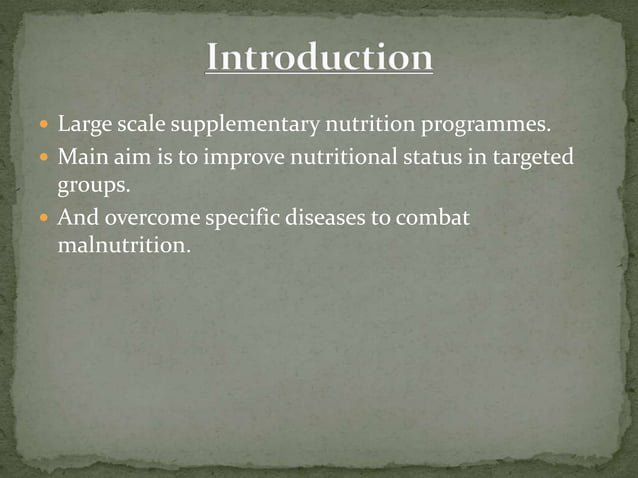 Introduction
• Large scale supplementary nutrition programmes.
• Main aim is to improve nutritional status in targeted
groups.
• And overcome specific diseases to combat
malnutrition.